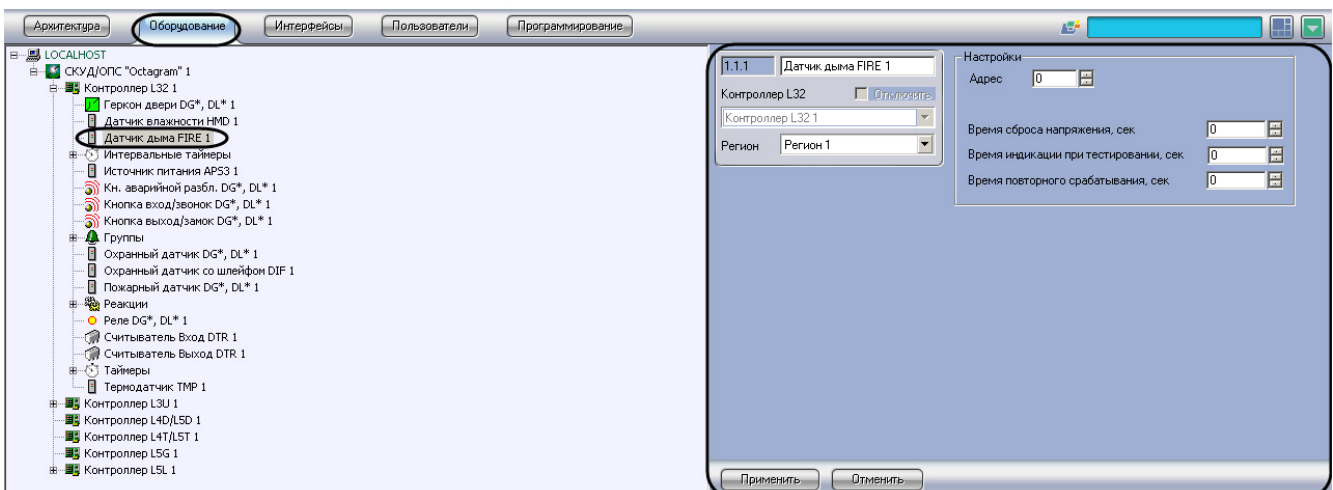 Архитектура Оборудование Интерфейсы Пользователи Программирование
LOCALHOST
СКУД/ОПС "Octagram" 1
Контроллер L32 1
Геркон двери DG*, DL* 1
Датчик влажности HMD 1
Датчик дыма FIRE 1
Интервальные таймеры
Источник питания APS3 1
Кн. аварийной разбл. DG*, DL* 1
Кнопка вход/звонок DG*, DL* 1
Кнопка выход/замок DG*, DL* 1
Группы
Охранный датчик DG*, DL* 1
Охранный датчик со шлейфом DIF 1
Пожарный датчик DG*, DL* 1
Реакции
Реле DG*, DL* 1
Считыватель Вход DTR 1
Считыватель Выход DTR 1
Таймеры
Термодатчик TMP 1
Контроллер L3U 1
Контроллер L4D/L5D 1
Контроллер L4T/L5T 1
Контроллер L5G 1
Контроллер L5L 1
1.1.1 Датчик дыма FIRE 1
Контроллер L32 Отключить
Контроллер L32 1
Регион Регион 1
Настройки
Адрес 0
Время сброса напряжения, сек 0
Время индикации при тестировании, сек 0
Время повторного срабатывания, сек 0
Применить Отменить